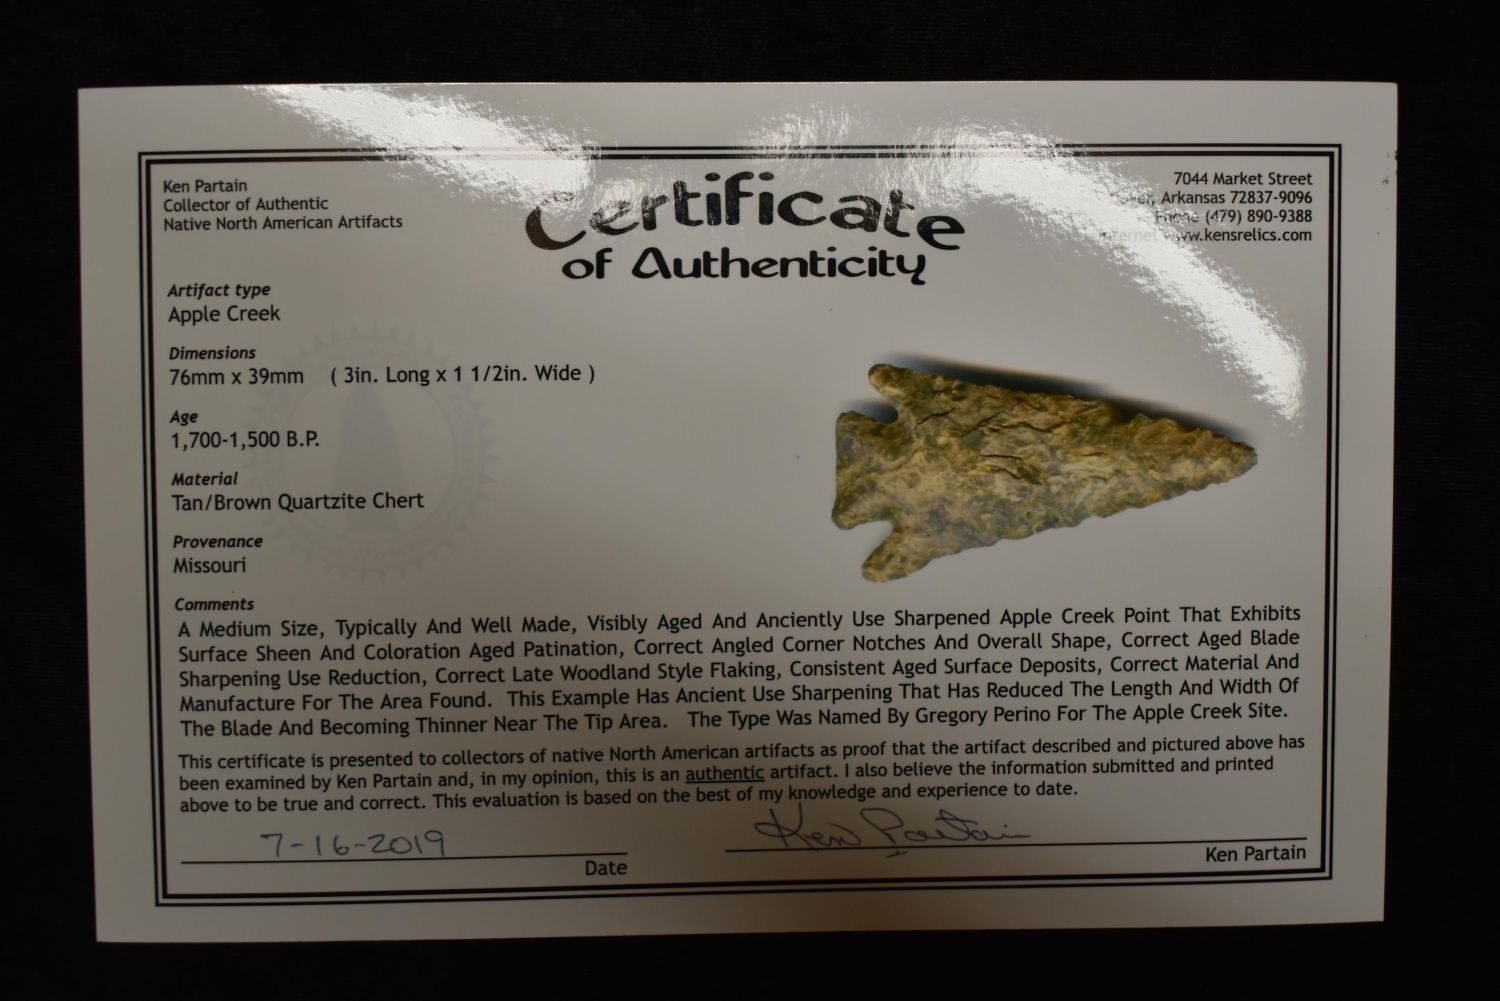 Ken Partain
Collector of Authentic
Native North American Artifacts
Certificate
of Authenticity
7044 Market Street
Arkansas 72837-9096
Phone (479) 890-9388
Internet www.kensrelics.com
Artifact type
Apple Creek
Dimensions
76mm x 39mm ( 3in. Long x 1 1/2in. Wide )
Age
1,700-1,500 B.P.
Material
Tan/Brown Quartzite Chert
Provenance
Missouri
Comments
A Medium Size, Typically And Well Made, Visibly Aged And Anciently Use Sharpened Apple Creek Point That Exhibits
Surface Sheen And Coloration Aged Patination, Correct Angled Corner Notches And Overall Shape, Correct Aged Blade
Sharpening Use Reduction, Correct Late Woodland Style Flaking, Consistent Aged Surface Deposits, Correct Material And
Manufacture For The Area Found. This Example Has Ancient Use Sharpening That Has Reduced The Length And Width Of
The Blade And Becoming Thinner Near The Tip Area. The Type Was Named By Gregory Perino For The Apple Creek Site.
This certificate is presented to collectors of native North American artifacts as proof that the artifact described and pictured above has
been examined by Ken Partain and, in my opinion, this is an authentic artifact. I also believe the information submitted and printed
above to be true and correct. This evaluation is based on the best of my knowledge and experience to date.
7-16-2019
Ken Partain
Date
Ken Partain